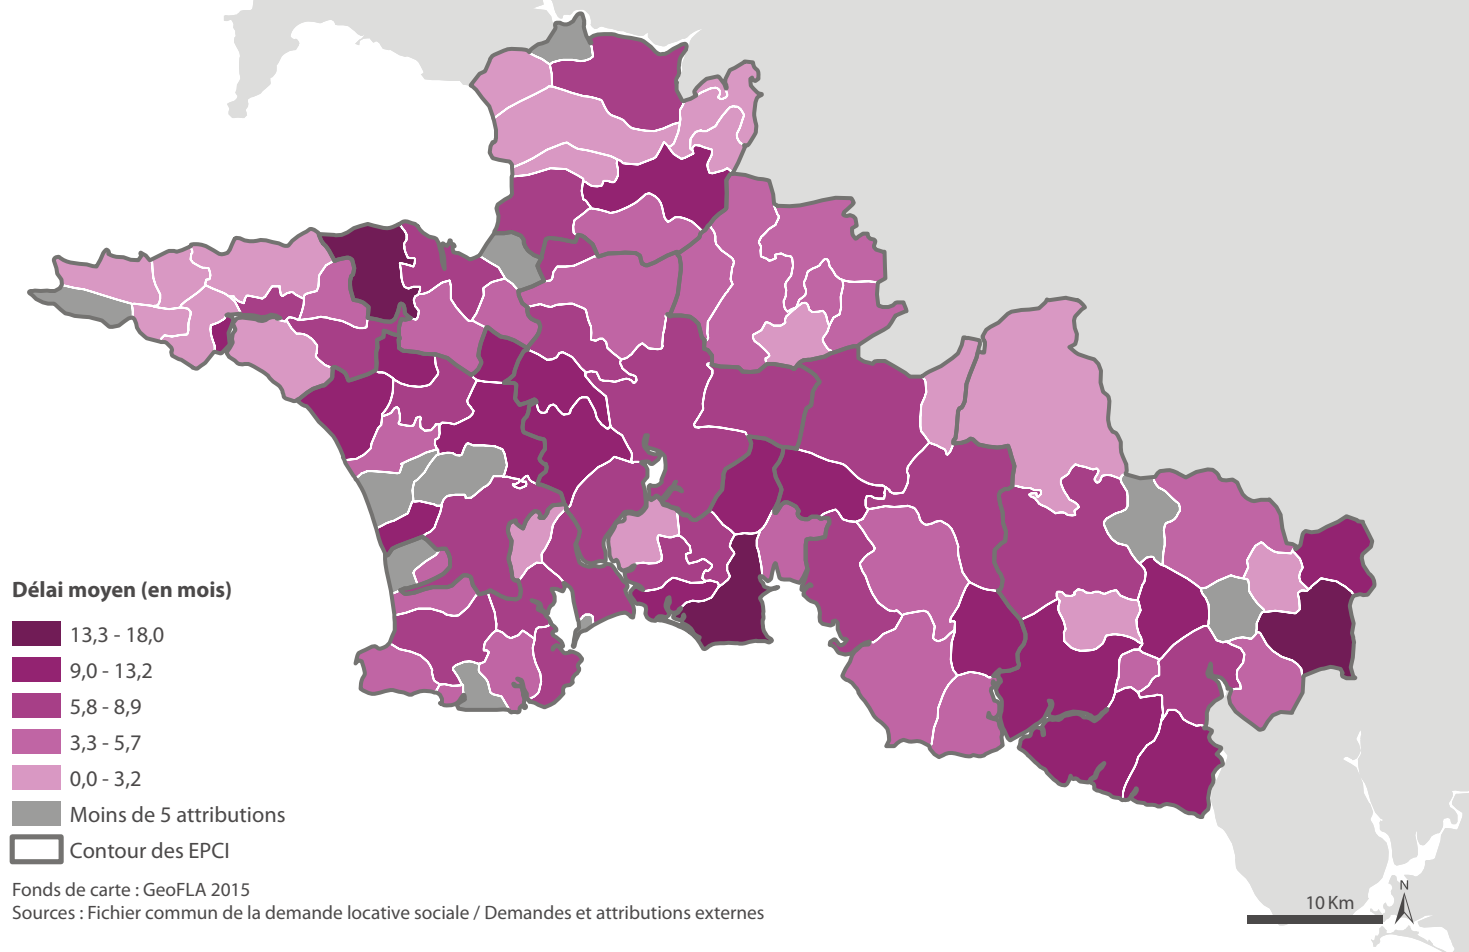 Délai moyen (en mois)
13,3 - 18,0
9,0 - 13,2
5,8 - 8,9
3,3 - 5,7
0,0 - 3,2
Moins de 5 attributions
Contour des EPCI
Fonds de carte : GeoFLA 2015
Sources : Fichier commun de la demande locative sociale / Demandes et attributions externes
10 Km
N